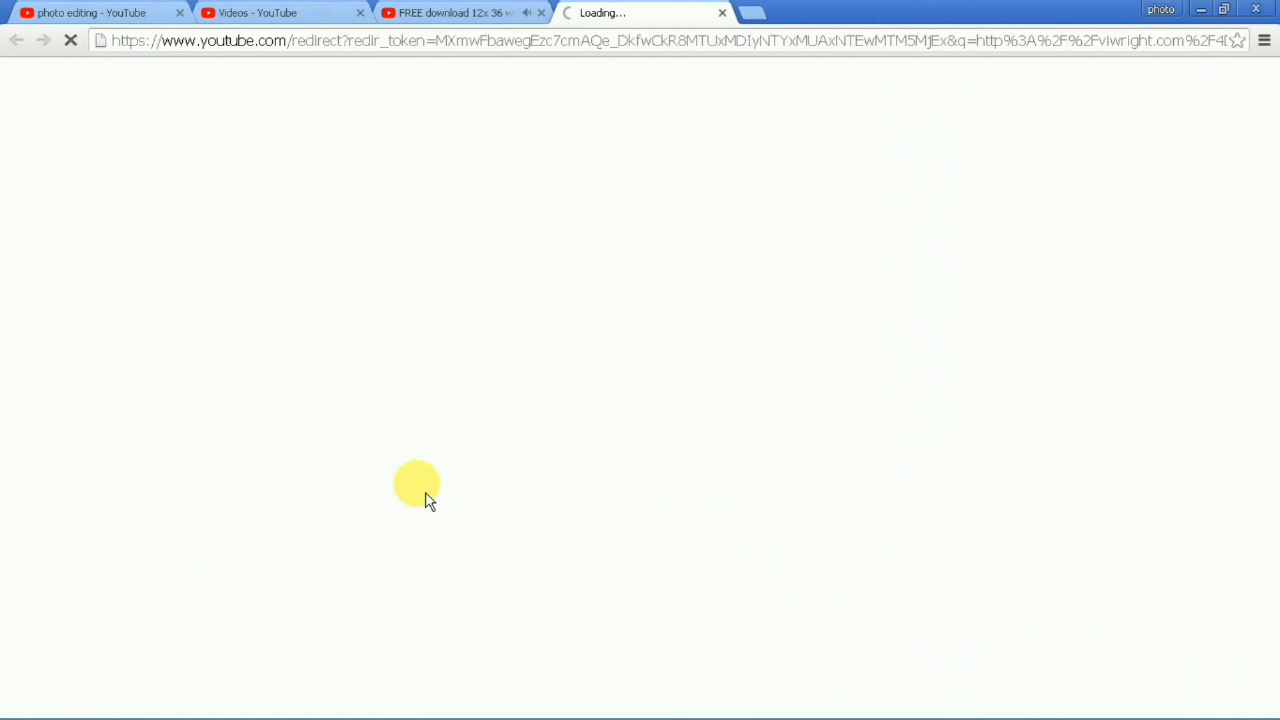 photo editing - YouTube
Videos - YouTube
FREE download 12x 36 w
Loading...
photo
https://www.youtube.com/redirect?redir_token=MXmwFbawegEzc7cmAQe_DkfwCkR8MTUxMDIyNTYxMUAxNTEwMTM5MjEx&q=http%3A%2F%2Fviwright.com%2F4